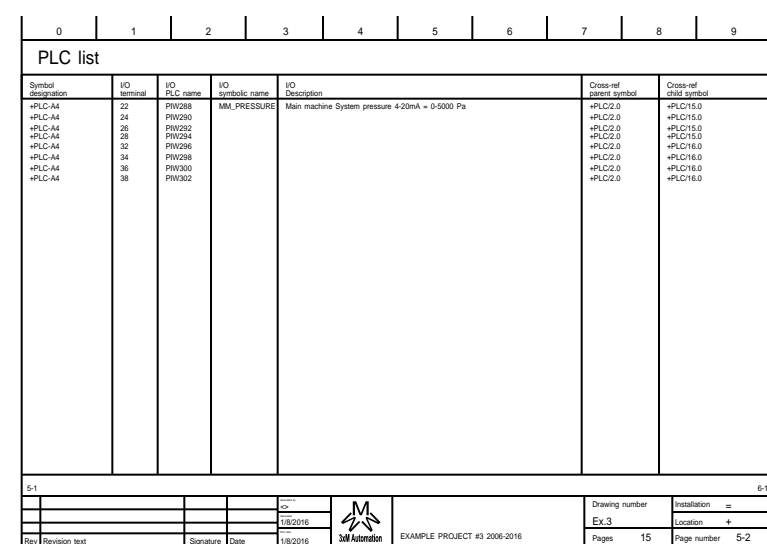 0 1 2 3 4 5 6 7 8 9
PLC list
Symbol designation I/O terminal I/O PLC name I/O symbolic name I/O Description Cross-ref parent symbol Cross-ref child symbol
+PLC-A4 22 PIW288 MM_PRESSURE Main machine System pressure 4-20mA = 0-5000 Pa +PLC/2.0 +PLC/15.0
+PLC-A4 24 PIW290 +PLC/2.0 +PLC/15.0
+PLC-A4 26 PIW292 +PLC/2.0 +PLC/15.0
+PLC-A4 28 PIW294 +PLC/2.0 +PLC/15.0
+PLC-A4 32 PIW296 +PLC/2.0 +PLC/16.0
+PLC-A4 34 PIW298 +PLC/2.0 +PLC/16.0
+PLC-A4 36 PIW300 +PLC/2.0 +PLC/16.0
+PLC-A4 38 PIW302 +PLC/2.0 +PLC/16.0
5-1 6-1
<> Drawing number Installation =
1/8/2016 Ex.3 Location +
Rev Revision text Signature Date 1/8/2016 3xM Automation EXAMPLE PROJECT #3 2006-2016 Pages 15 Page number 5-2